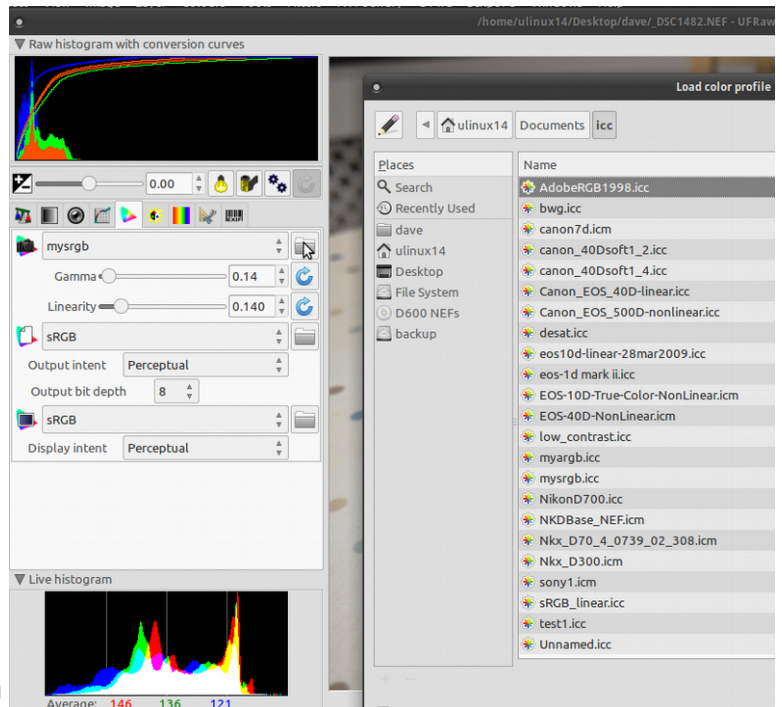 /home/ulinux14/Desktop/dave/_DSC1482.NEF - UFRaw
Raw histogram with conversion curves
Load color profile
ulinux14
Documents
icc
0.00
EXIF
mysrgb
Gamma
0.14
Linearity
0.140
sRGB
Output intent
Perceptual
Output bit depth
8
sRGB
Display intent
Perceptual
Live histogram
Average:
146
136
121
Places
Search
Recently Used
dave
ulinux14
Desktop
File System
D600 NEFs
backup
Name
AdobeRGB1998.icc
bwg.icc
canon7d.icm
canon_40Dsoft1_2.icc
canon_40Dsoft1_4.icc
Canon_EOS_40D-linear.icc
Canon_EOS_500D-nonlinear.icc
desat.icc
eos10d-linear-28mar2009.icc
eos-1d mark ii.icc
EOS-10D-True-Color-NonLinear.icm
EOS-40D-NonLinear.icm
low_contrast.icc
myargb.icc
mysrgb.icc
NikonD700.icc
NKDBase_NEF.icm
Nkx_D70_4_0739_02_308.icm
Nkx_D300.icm
sony1.icm
sRGB_linear.icc
test1.icc
Unnamed.icc